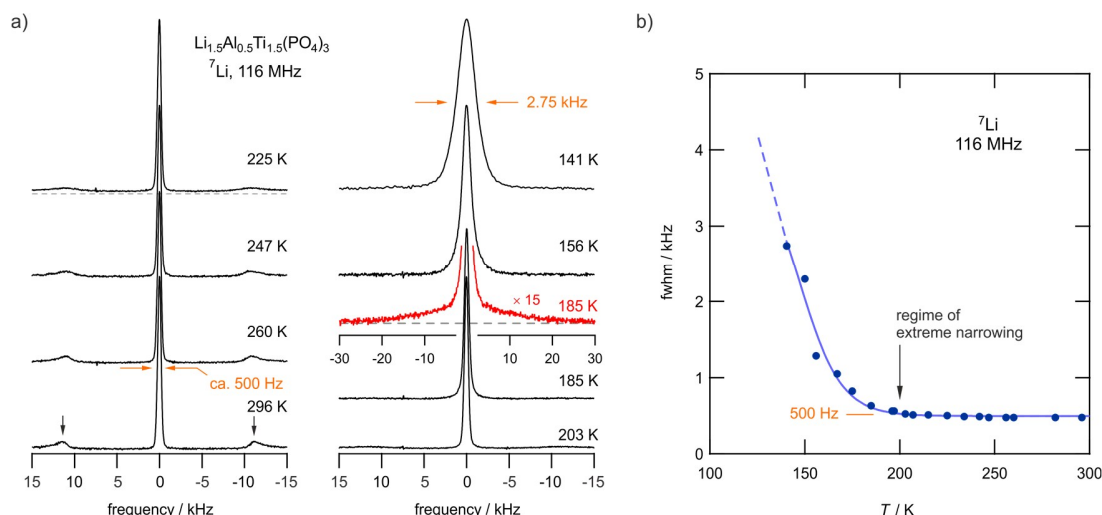 a)
Li1.5Al0.5Ti1.5(PO4)3
7Li, 116 MHz
225 K
247 K
260 K
ca. 500 Hz
296 K
15 10 5 0 -5 -10 -15
frequency / kHz
2.75 kHz
141 K
156 K
× 15
185 K
-30 -20 -10 0 10 20 30
185 K
203 K
15 10 5 0 -5 -10 -15
frequency / kHz
b)
7Li
116 MHz
5
4
3
2
1
0
fwhm / kHz
regime of
extreme narrowing
500 Hz
100 150 200 250 300
T / K